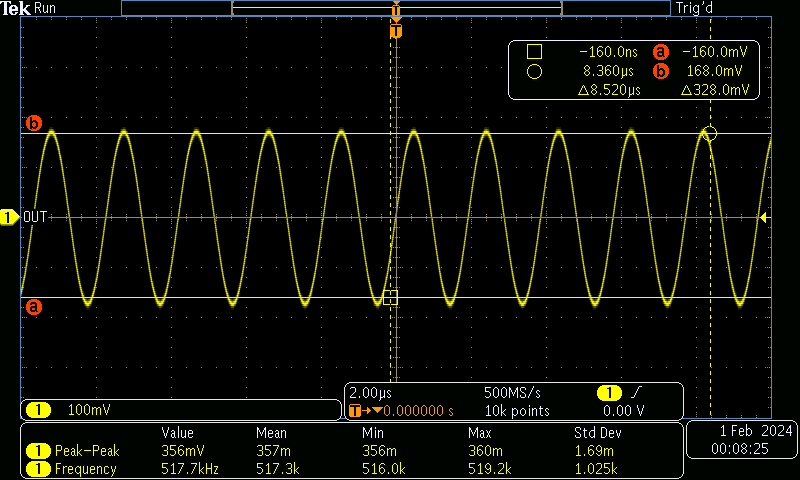 Tek Run Trig'd
T
T
−160.0ns a −160.0mV
8.360µs b 168.0mV
△8.520µs △328.0mV
b
1 OUT
a
1 100mV
2.00µs 500MS/s 1
T→▼0.000000 s 10k points 0.00 V
Value Mean Min Max Std Dev
1 Peak−Peak 356mV 357m 356m 360m 1.69m
1 Frequency 517.7kHz 517.3k 516.0k 519.2k 1.025k
1 Feb 2024
00:08:25